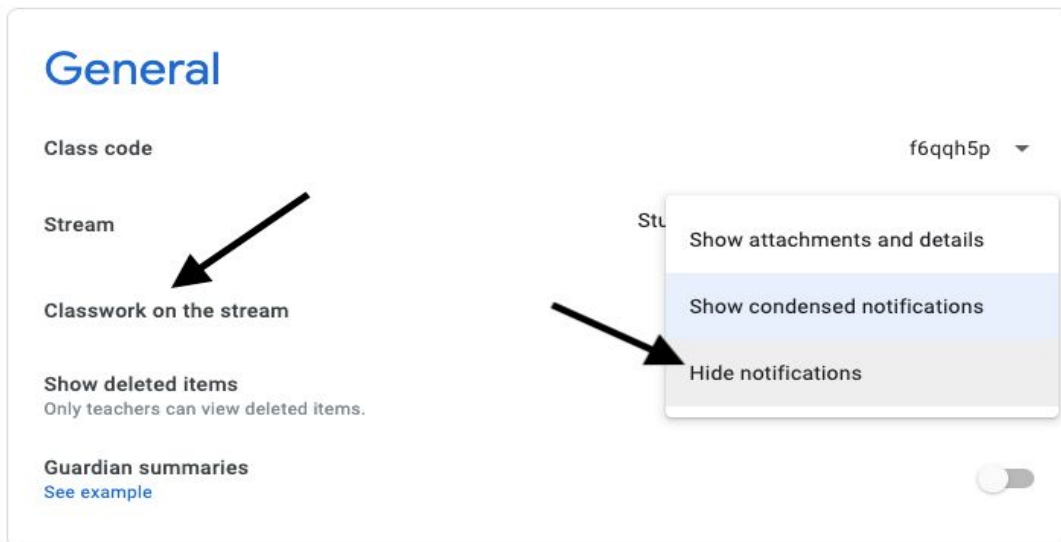 General
Class code
f6qqh5p
Stream
Stu
Show attachments and details
Classwork on the stream
Show condensed notifications
Hide notifications
Show deleted items
Only teachers can view deleted items.
Guardian summaries
See example